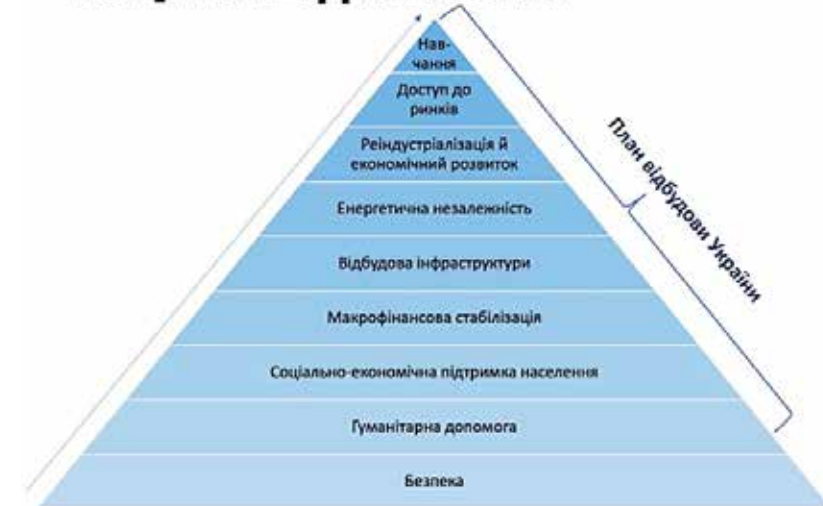 Нав-
чання
Доступ до
ринків
Реіндустріалізація й
економічний розвиток
План відбудови України
Енергетична незалежність
Відбудова інфраструктури
Макрофінансова стабілізація
Соціально-економічна підтримка населення
Гуманітарна допомога
Безпека